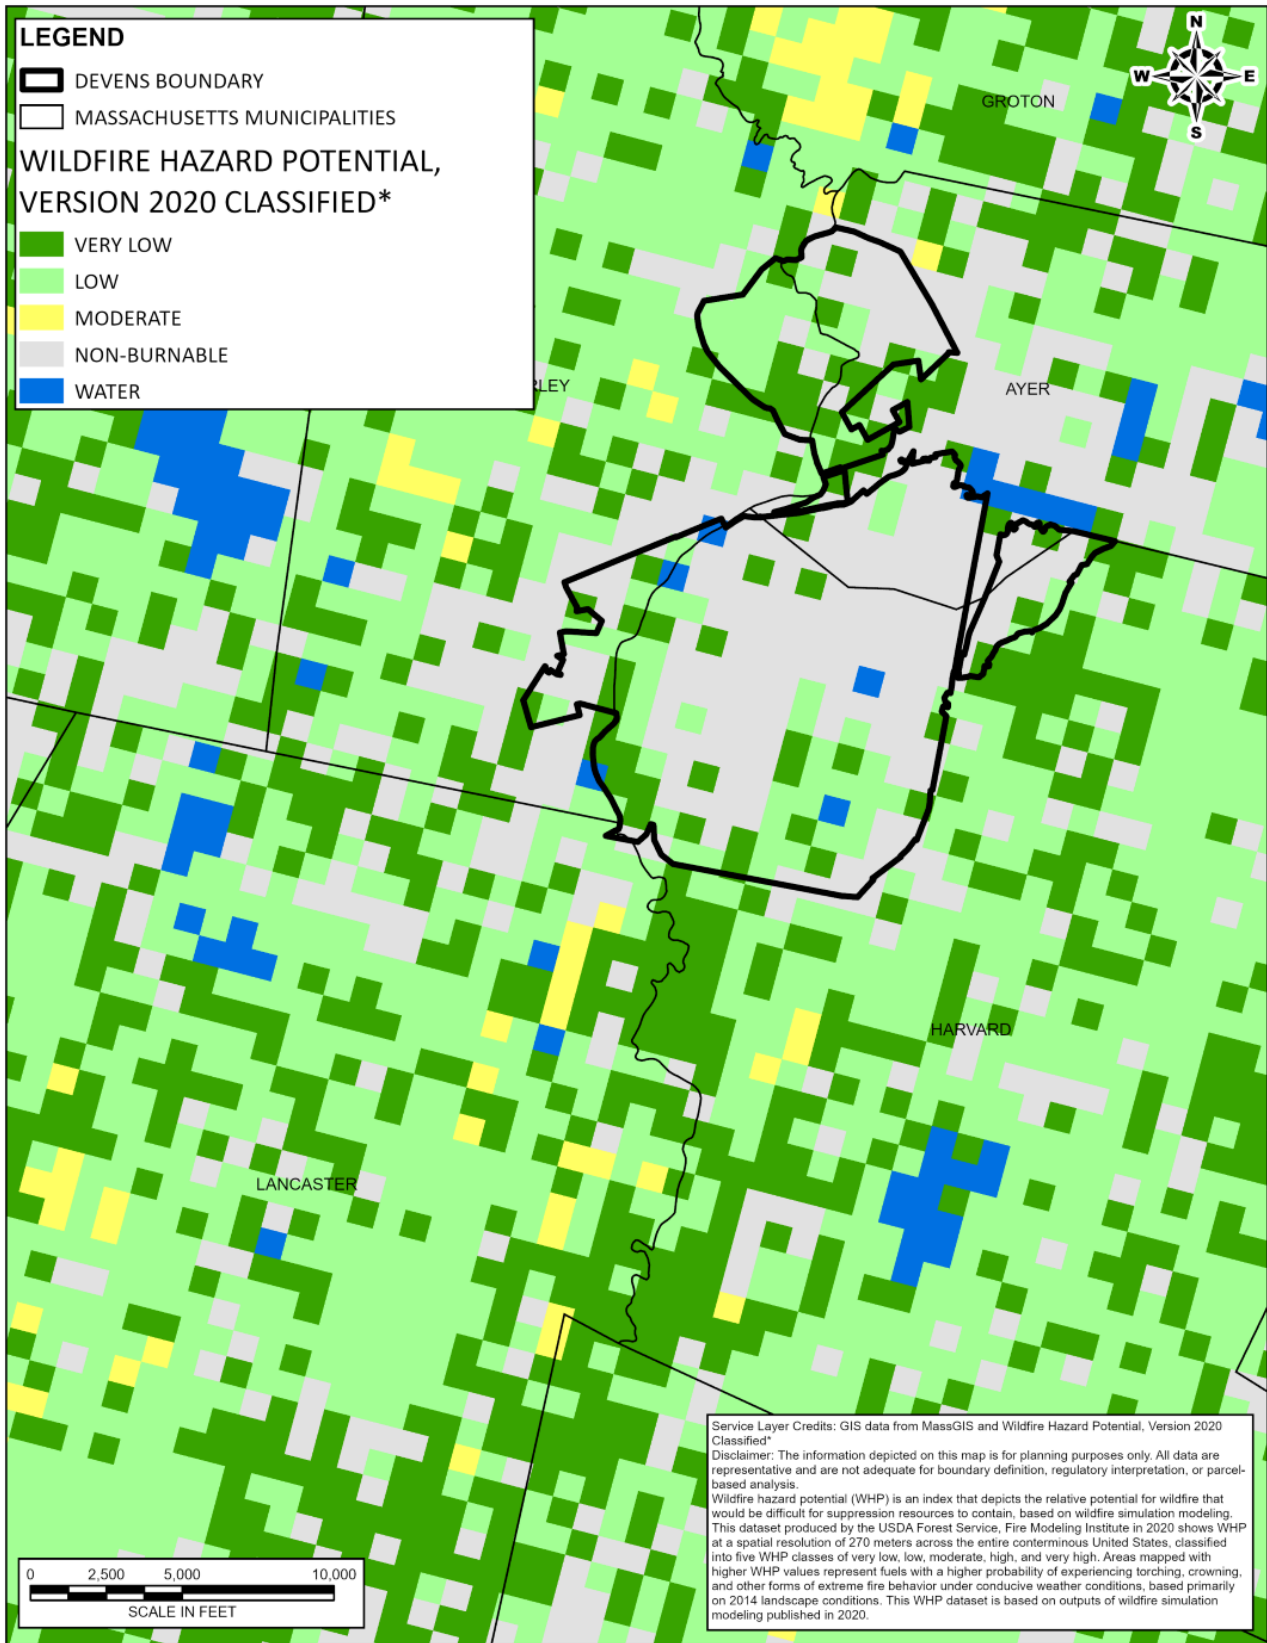 LEGEND
DEVENS BOUNDARY
MASSACHUSETTS MUNICIPALITIES
WILDFIRE HAZARD POTENTIAL,
VERSION 2020 CLASSIFIED*
VERY LOW
LOW
MODERATE
NON-BURNABLE
WATER
N
W
E
S
GROTON
RLEY
AYER
HARVARD
LANCASTER
0
2,500
5,000
10,000
SCALE IN FEET
Service Layer Credits: GIS data from MassGIS and Wildfire Hazard Potential, Version 2020
Classified*
Disclaimer: The information depicted on this map is for planning purposes only. All data are
representative and are not adequate for boundary definition, regulatory interpretation, or parcel-
based analysis.
Wildfire hazard potential (WHP) is an index that depicts the relative potential for wildfire that
would be difficult for suppression resources to contain, based on wildfire simulation modeling.
This dataset produced by the USDA Forest Service, Fire Modeling Institute in 2020 shows WHP
at a spatial resolution of 270 meters across the entire conterminous United States, classified
into five WHP classes of very low, low, moderate, high, and very high. Areas mapped with
higher WHP values represent fuels with a higher probability of experiencing torching, crowning,
and other forms of extreme fire behavior under conducive weather conditions, based primarily
on 2014 landscape conditions. This WHP dataset is based on outputs of wildfire simulation
modeling published in 2020.